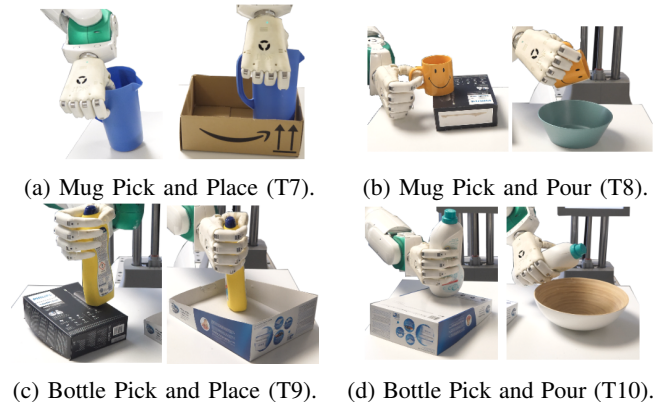 (a) Mug Pick and Place (T7).
(b) Mug Pick and Pour (T8).
(c) Bottle Pick and Place (T9).
(d) Bottle Pick and Pour (T10).